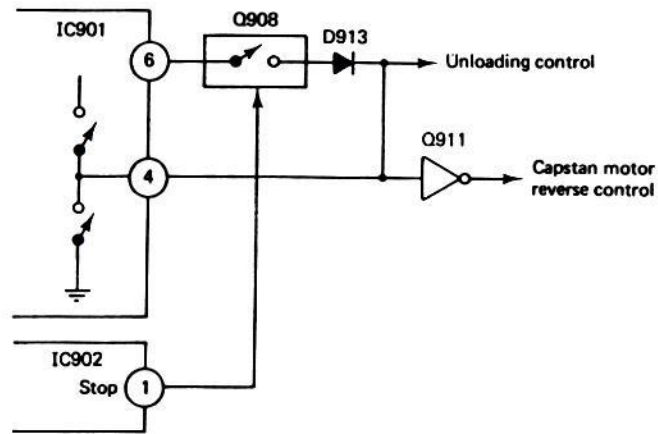 IC901
Q908
D913
6
Unloading control
Q911
4
Capstan motor
reverse control
IC902
Stop
1